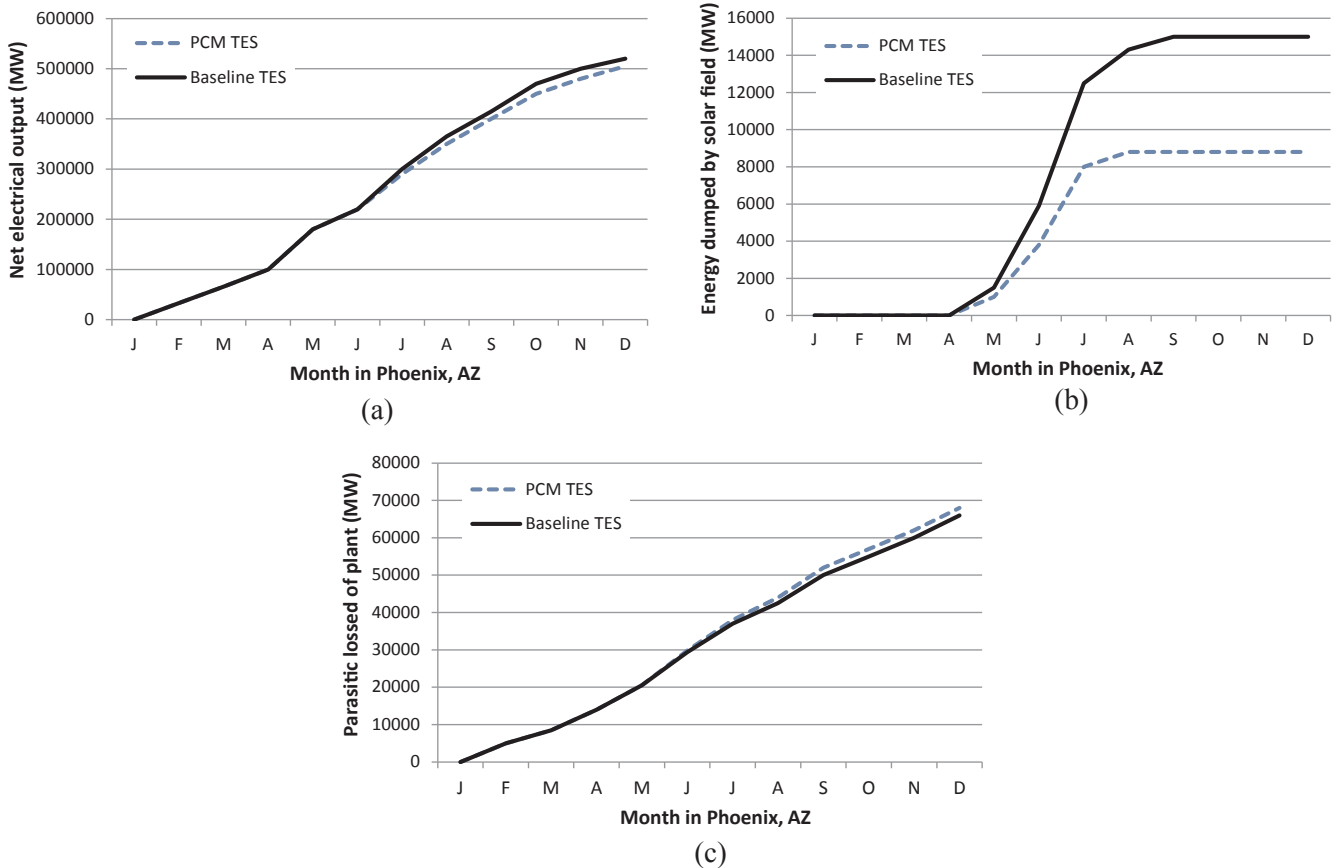 600000
500000
400000
300000
200000
100000
0
Net electrical output (MW)
PCM TES
Baseline TES
J F M A M J J A S O N D
Month in Phoenix, AZ
(a)
16000
14000
12000
10000
8000
6000
4000
2000
0
Energy dumped by solar field (MW)
PCM TES
Baseline TES
J F M A M J J A S O N D
Month in Phoenix, AZ
(b)
80000
70000
60000
50000
40000
30000
20000
10000
0
Parasitic lossed of plant (MW)
PCM TES
Baseline TES
J F M A M J J A S O N D
Month in Phoenix, AZ
(c)